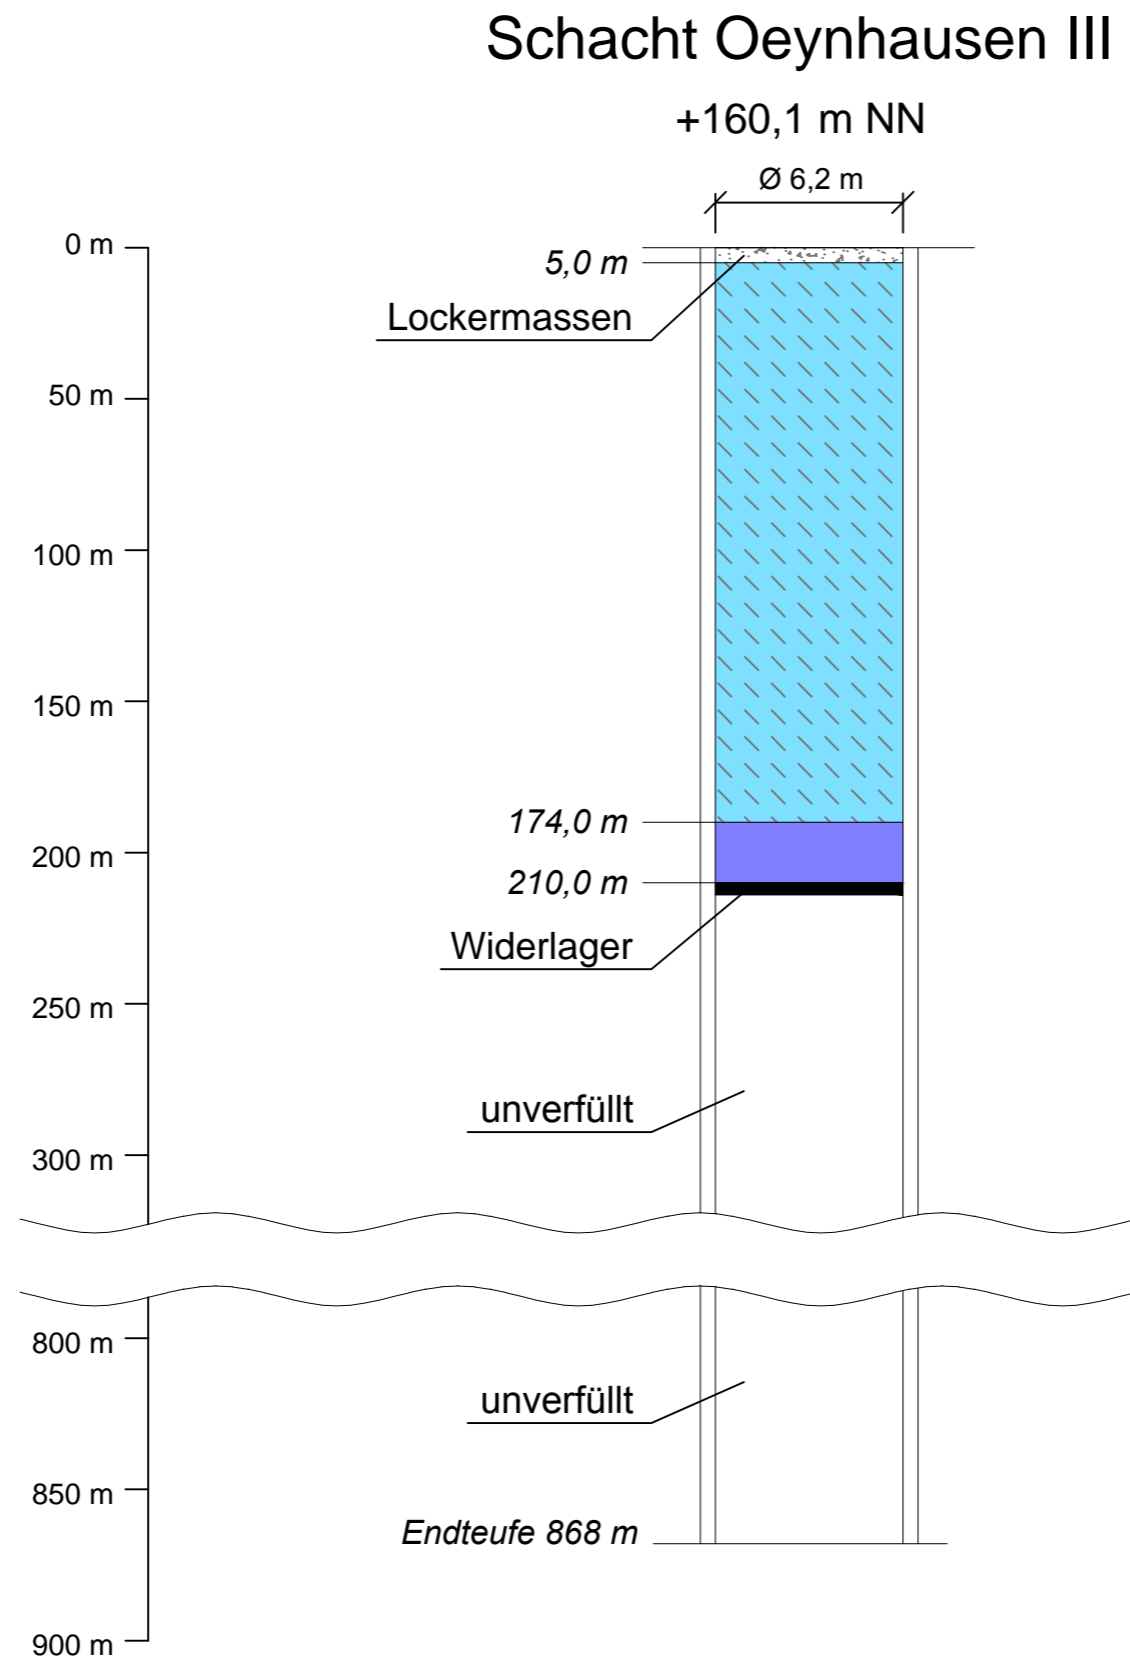 Schacht Oeynhausen III
+160,1 m NN
Ø 6,2 m
0 m
5,0 m
Lockermassen
50 m
100 m
150 m
174,0 m
200 m
210,0 m
Widerlager
250 m
unverfüllt
300 m
800 m
unverfüllt
850 m
Endteufe 868 m
900 m